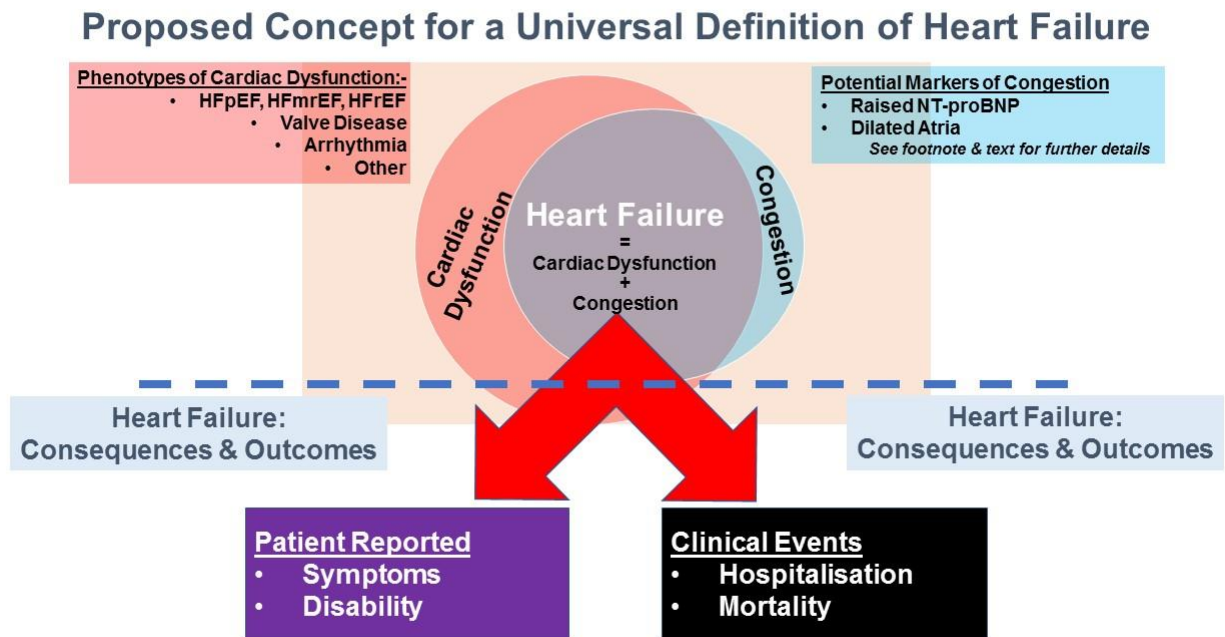 Proposed Concept for a Universal Definition of Heart Failure
Phenotypes of Cardiac Dysfunction:-
• HFpEF, HFmrEF, HFrEF
• Valve Disease
• Arrhythmia
• Other
Potential Markers of Congestion
• Raised NT-proBNP
• Dilated Atria
See footnote & text for further details
Cardiac
Dysfunction
Heart Failure
=
Cardiac Dysfunction
+
Congestion
Congestion
Heart Failure:
Consequences & Outcomes
Heart Failure:
Consequences & Outcomes
Patient Reported
• Symptoms
• Disability
Clinical Events
• Hospitalisation
• Mortality